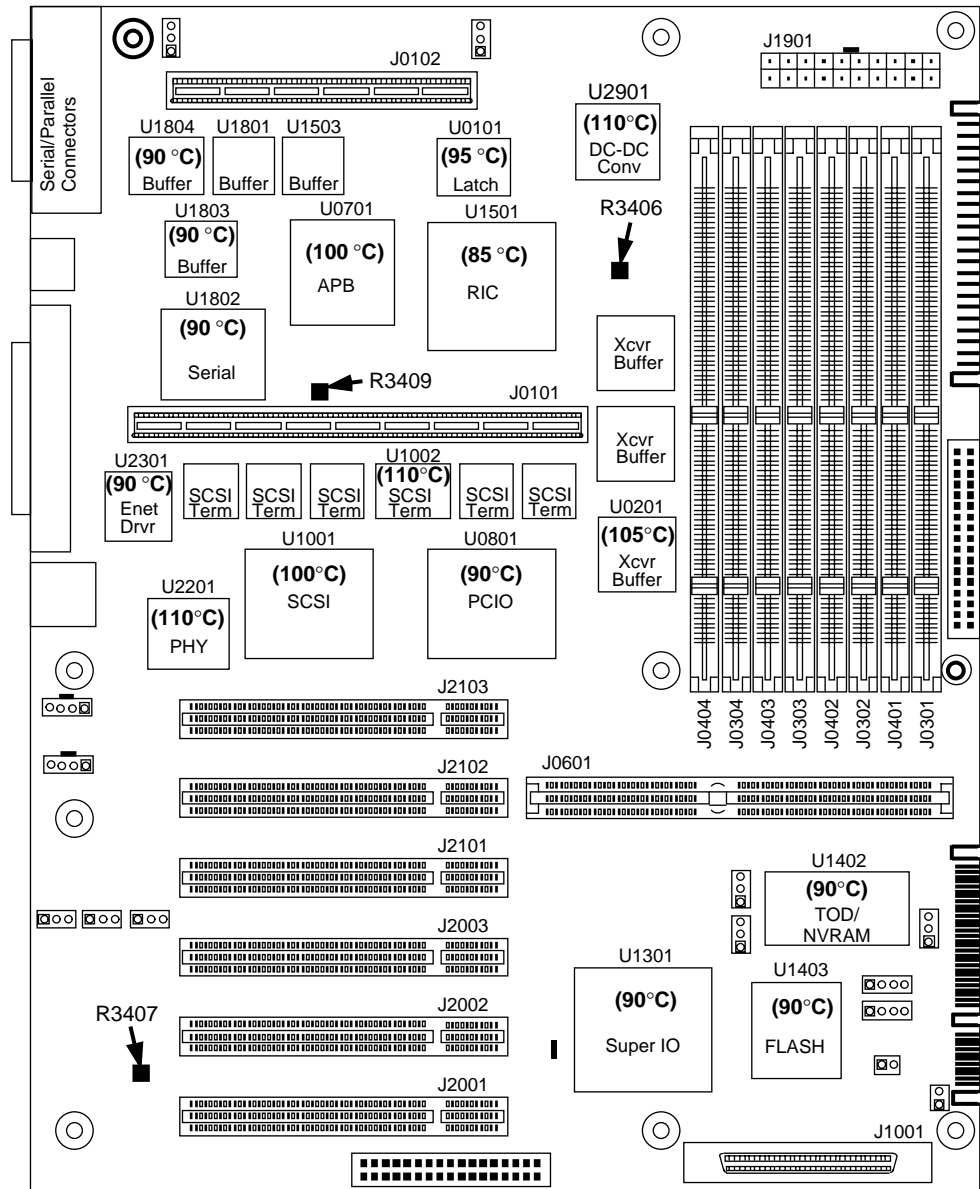 J1901
J0102
U2901
(110 °C)
DC-DC
Conv
Serial/Parallel
Connectors
U1804
(90 °C)
Buffer
U1801
Buffer
U1503
Buffer
U0101
(95 °C)
Latch
R3406
U1803
(90 °C)
Buffer
U0701
(100 °C)
APB
U1501
(85 °C)
RIC
U1802
(90 °C)
Serial
Xcvr
Buffer
R3409
J0101
Xcvr
Buffer
U2301
(90 °C)
Enet
Drvr
SCSI
Term
SCSI
Term
SCSI
Term
U1002
(110°C)
SCSI
Term
SCSI
Term
SCSI
Term
U0201
(105°C)
Xcvr
Buffer
U1001
(100°C)
SCSI
U0801
(90°C)
PCIO
U2201
(110°C)
PHY
J0404
J0304
J0403
J0303
J0402
J0302
J0401
J0301
J2103
J2102
J0601
J2101
U1402
(90°C)
TOD/
NVRAM
J2003
U1301
(90°C)
Super IO
U1403
(90°C)
FLASH
R3407
J2002
J2001
J1001